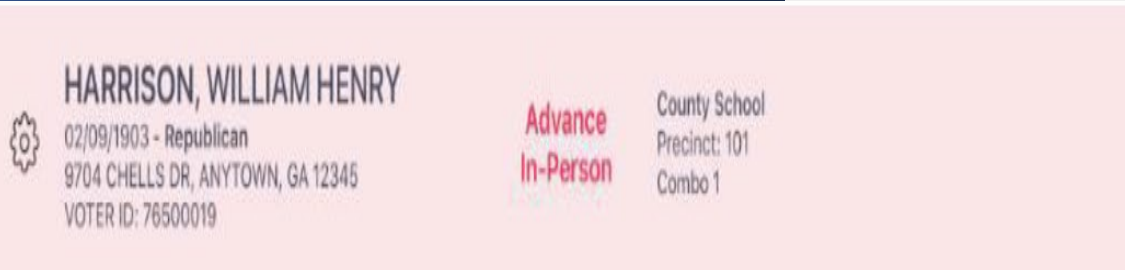 HARRISON, WILLIAM HENRY
02/09/1903 - Republican
9704 CHELLS DR, ANYTOWN, GA 12345
VOTER ID: 76500019
Advance
In-Person
County School
Precinct: 101
Combo 1